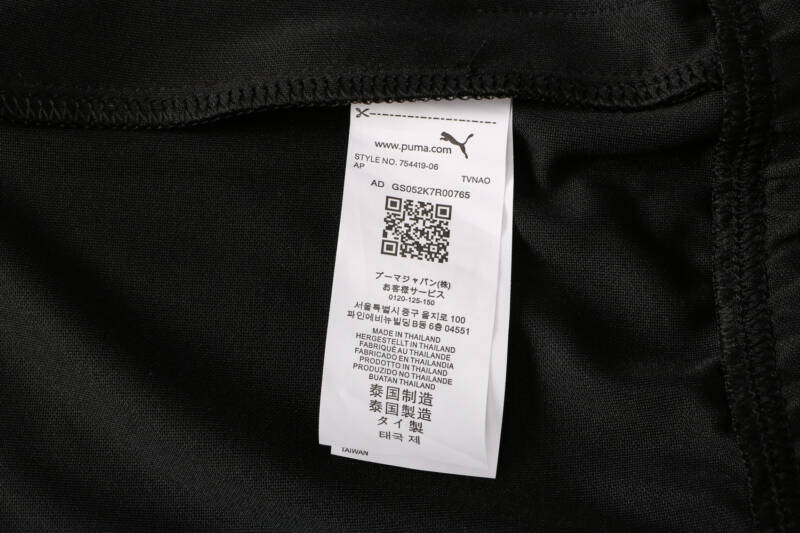 www.puma.com
STYLE NO. 754419-06
AP
TVNAO
AD GS052K7R00765
プーマジャパン(株)
お客様サービス
0120-125-150
서울특별시 중구 을지로 100
파인에비뉴빌딩 B동 6층 04551
MADE IN THAILAND
HERGESTELLT IN THAILAND
FABRIQUÉ AU THAILANDE
FABRICADO EN THAILANDIA
PRODOTTO IN THAILAND
PRODUZIDO NO THAILAND
BUATAN THAILAND
泰国制造
泰國製造
タイ製
태국 제
TAIWAN